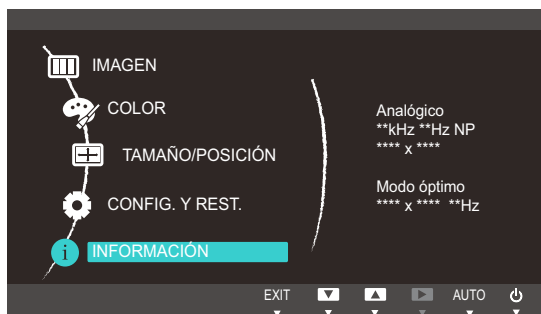 IMAGEN
COLOR
TAMAÑO/POSICIÓN
CONFIG. Y REST.
i INFORMACIÓN
Analógico
**kHz **Hz NP
**** x ****
Modo óptimo
**** x **** **Hz
EXIT AUTO